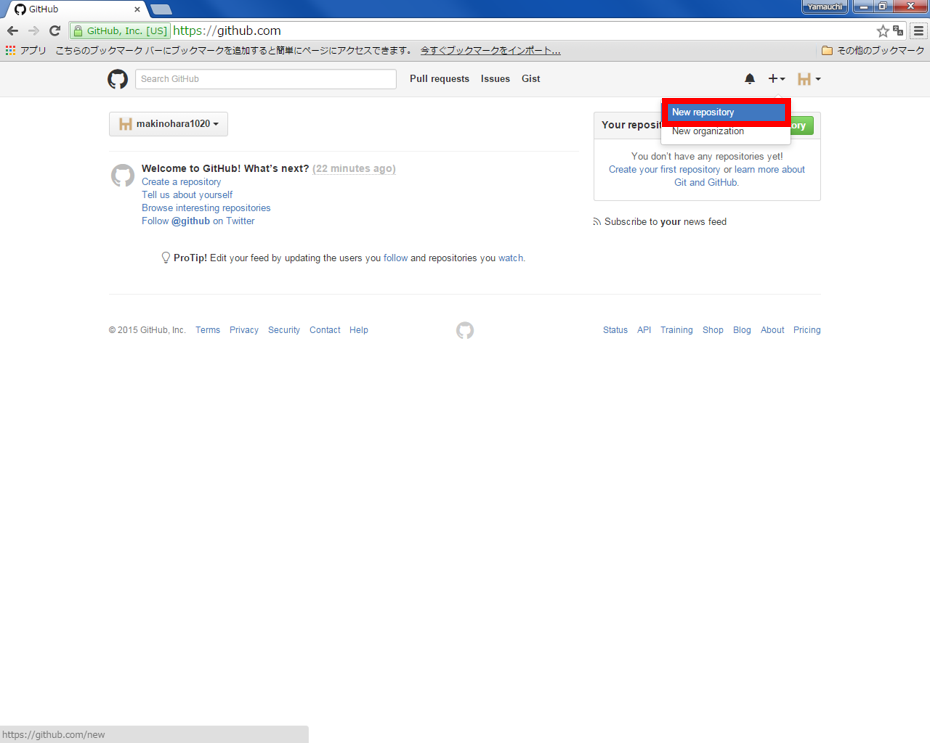 GitHub
Yamauchi
GitHub, Inc. [US] https://github.com
アプリ こちらのブックマーク バーにブックマークを追加すると簡単にページにアクセスできます。 今すぐブックマークをインポート... その他のブックマーク
Search GitHub Pull requests Issues Gist
New repository
New organization
makinohara1020
Your reposit ory
You don't have any repositories yet!
Create your first repository or learn more about
Git and GitHub.
Welcome to GitHub! What's next? (22 minutes ago)
Create a repository
Tell us about yourself
Browse interesting repositories
Follow @github on Twitter
Subscribe to your news feed
ProTip! Edit your feed by updating the users you follow and repositories you watch.
© 2015 GitHub, Inc. Terms Privacy Security Contact Help
Status API Training Shop Blog About Pricing
https://github.com/new